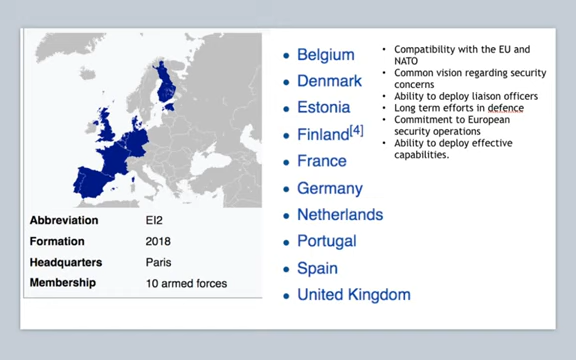 Abbreviation EI2
Formation 2018
Headquarters Paris
Membership 10 armed forces
• Belgium
• Denmark
• Estonia
• Finland[4]
• France
• Germany
• Netherlands
• Portugal
• Spain
• United Kingdom
• Compatibility with the EU and
NATO
• Common vision regarding security
concerns
• Ability to deploy liaison officers
• Long term efforts in defence
• Commitment to European
security operations
• Ability to deploy effective
capabilities.